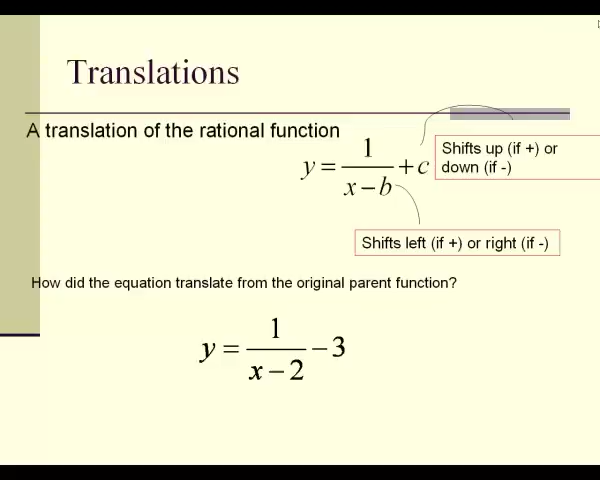 Translations
A translation of the rational function
y = 1/(x − b) + c
Shifts up (if +) or
down (if -)
Shifts left (if +) or right (if -)
How did the equation translate from the original parent function?
y = 1/(x − 2) − 3